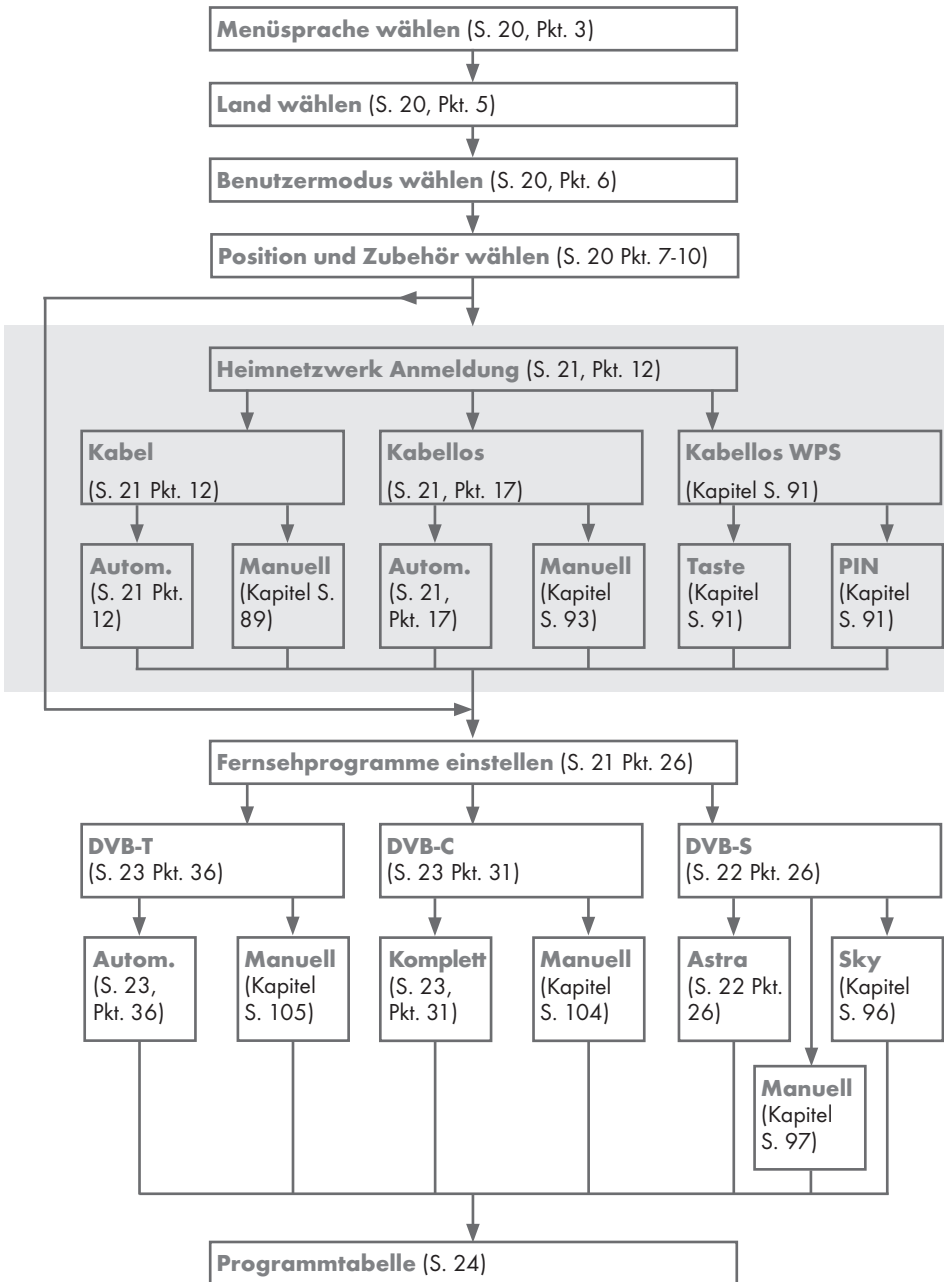 Menüsprache wählen (S. 20, Pkt. 3)
Land wählen (S. 20, Pkt. 5)
Benutzermodus wählen (S. 20, Pkt. 6)
Position und Zubehör wählen (S. 20 Pkt. 7-10)
Heimnetzwerk Anmeldung (S. 21, Pkt. 12)
Kabel
(S. 21 Pkt. 12)
Kabellos
(S. 21, Pkt. 17)
Kabellos WPS
(Kapitel S. 91)
Autom.
(S. 21 Pkt.
12)
Manuell
(Kapitel S.
89)
Autom.
(S. 21,
Pkt. 17)
Manuell
(Kapitel
S. 93)
Taste
(Kapitel
S. 91)
PIN
(Kapitel
S. 91)
Fernsehprogramme einstellen (S. 21 Pkt. 26)
DVB-T
(S. 23 Pkt. 36)
DVB-C
(S. 23 Pkt. 31)
DVB-S
(S. 22 Pkt. 26)
Autom.
(S. 23,
Pkt. 36)
Manuell
(Kapitel
S. 105)
Komplett
(S. 23,
Pkt. 31)
Manuell
(Kapitel
S. 104)
Astra
(S. 22 Pkt.
26)
Sky
(Kapitel
S. 96)
Manuell
(Kapitel
S. 97)
Programmtabelle (S. 24)